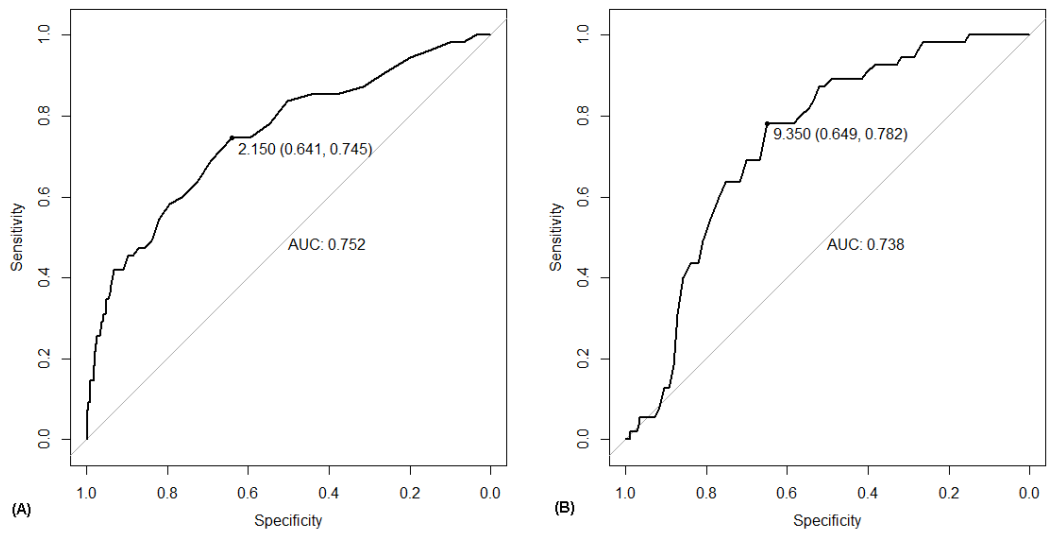 1.0
0.8
0.6
0.4
0.2
0.0
Sensitivity
2.150 (0.641, 0.745)
AUC: 0.752
1.0 0.8 0.6 0.4 0.2 0.0
Specificity
(A)
1.0
0.8
0.6
0.4
0.2
0.0
Sensitivity
9.350 (0.649, 0.782)
AUC: 0.738
1.0 0.8 0.6 0.4 0.2 0.0
Specificity
(B)